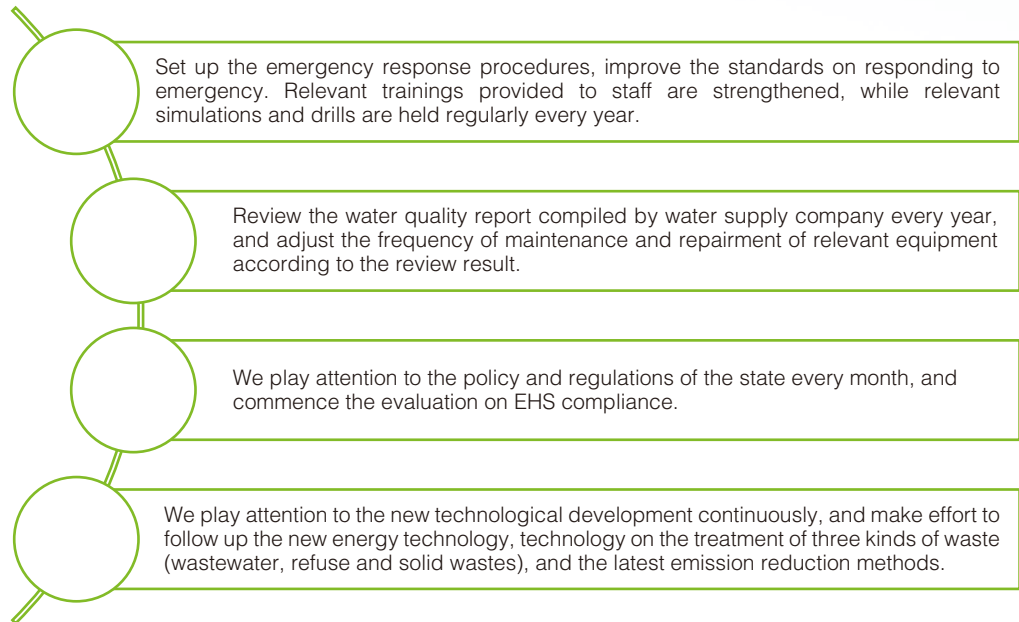 Set up the emergency response procedures, improve the standards on responding to
emergency. Relevant trainings provided to staff are strengthened, while relevant
simulations and drills are held regularly every year.
Review the water quality report compiled by water supply company every year,
and adjust the frequency of maintenance and repairment of relevant equipment
according to the review result.
We play attention to the policy and regulations of the state every month, and
commence the evaluation on EHS compliance.
We play attention to the new technological development continuously, and make effort to
follow up the new energy technology, technology on the treatment of three kinds of waste
(wastewater, refuse and solid wastes), and the latest emission reduction methods.